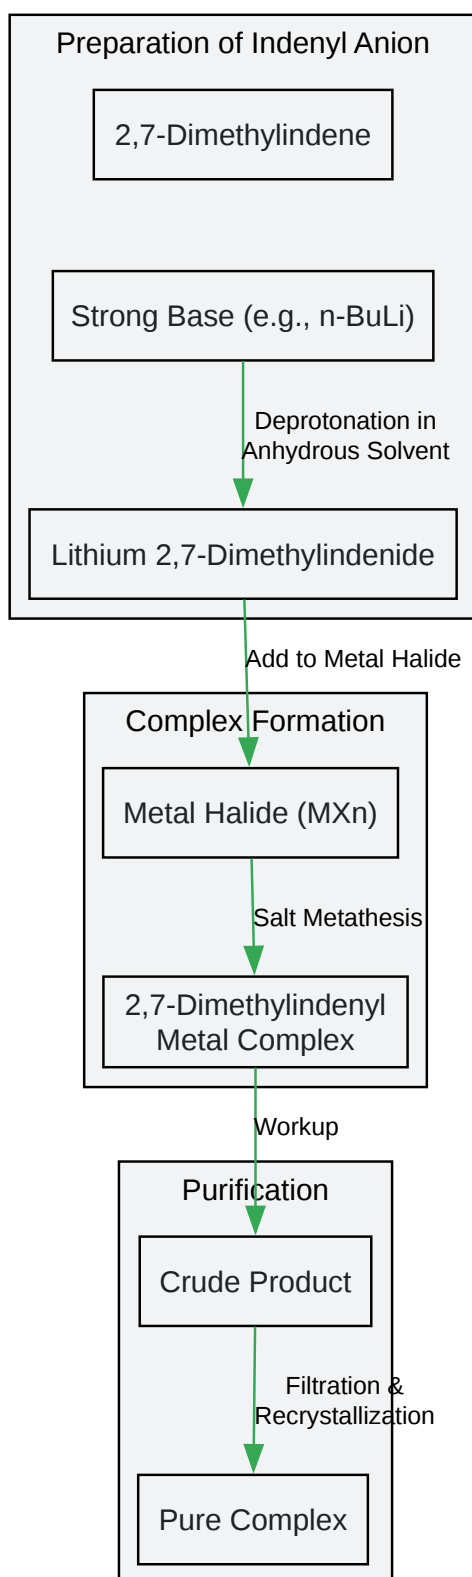 Preparation of Indenyl Anion
2,7-Dimethylindene
Strong Base (e.g., n-BuLi)
Deprotonation in
Anhydrous Solvent
Lithium 2,7-Dimethylindenide
Add to Metal Halide
Complex Formation
Metal Halide (MXn)
Salt Metathesis
2,7-Dimethylindenyl
Metal Complex
Workup
Purification
Crude Product
Filtration &
Recrystallization
Pure Complex